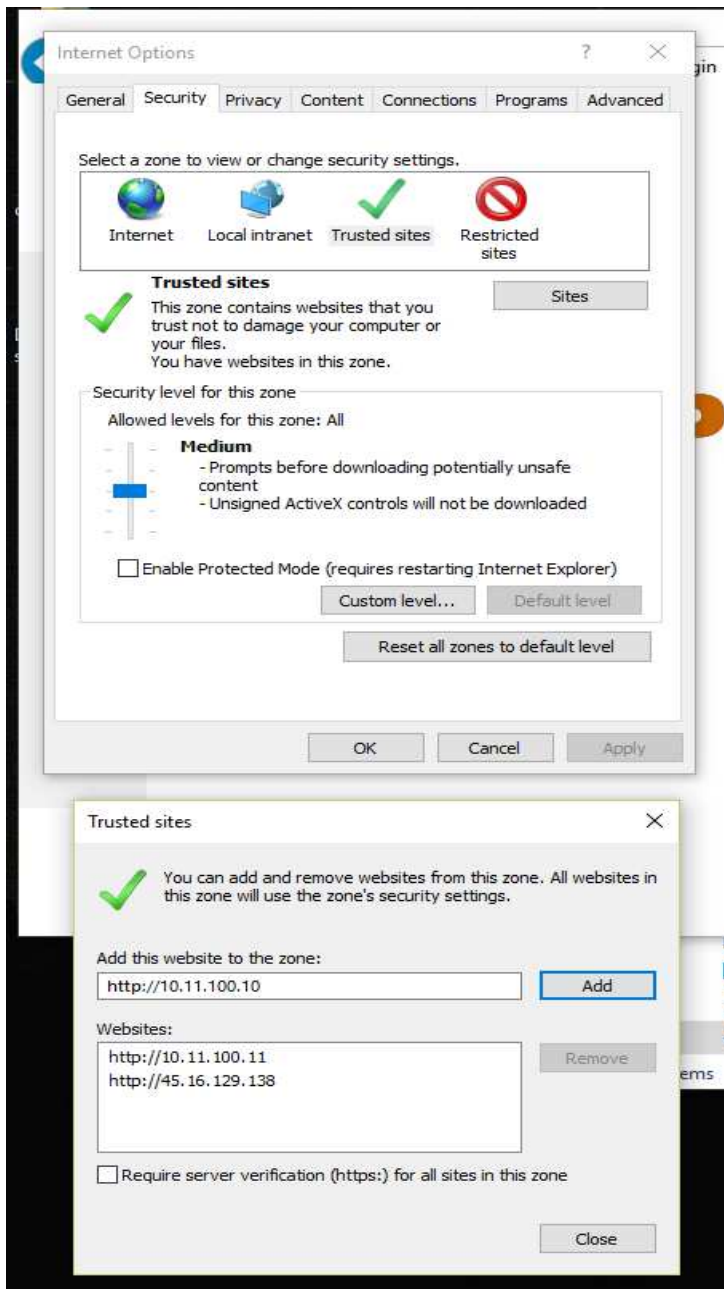 Internet Options
gin
General Security Privacy Content Connections Programs Advanced
Select a zone to view or change security settings.
Internet Local intranet Trusted sites Restricted
sites
Trusted sites
Sites
This zone contains websites that you
trust not to damage your computer or
your files.
You have websites in this zone.
Security level for this zone
Allowed levels for this zone: All
Medium
- Prompts before downloading potentially unsafe
content
- Unsigned ActiveX controls will not be downloaded
Enable Protected Mode (requires restarting Internet Explorer)
Custom level... Default level
Reset all zones to default level
OK Cancel Apply
Trusted sites
You can add and remove websites from this zone. All websites in
this zone will use the zone's security settings.
Add this website to the zone:
http://10.11.100.10 Add
Websites:
http://10.11.100.11 Remove
http://45.16.129.138
ems
Require server verification (https:) for all sites in this zone
Close